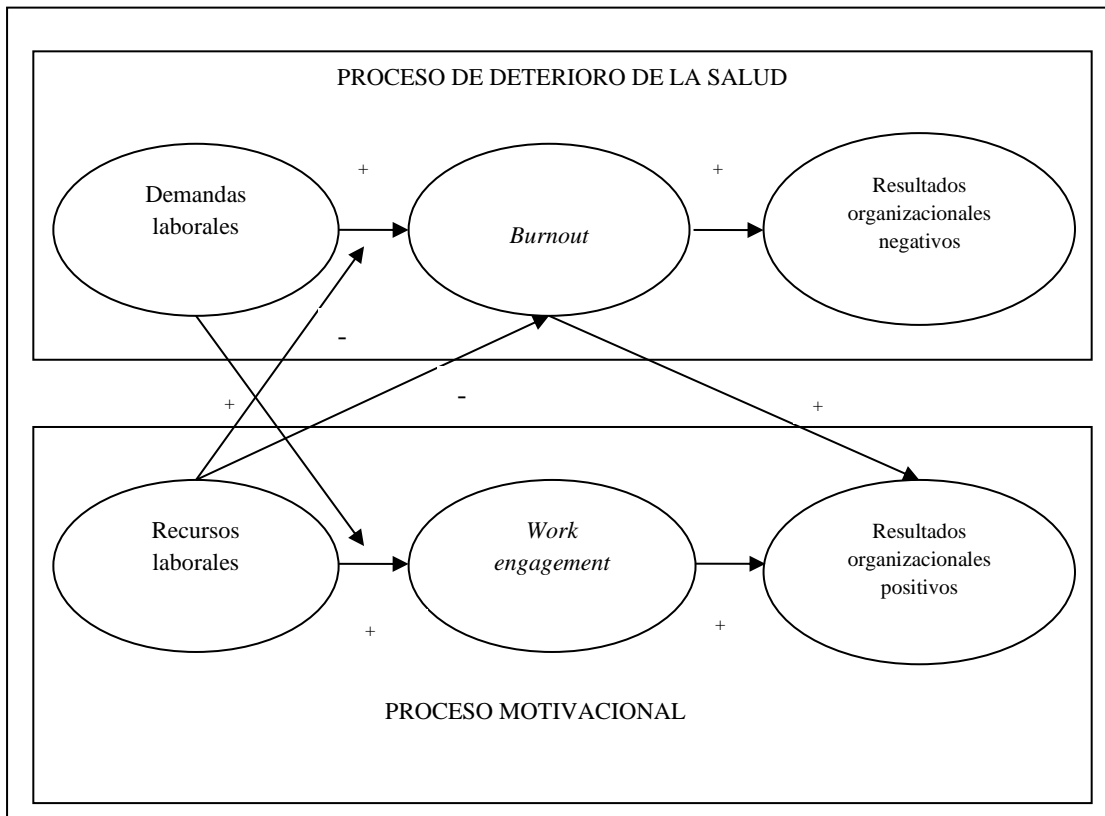 PROCESO DE DETERIORO DE LA SALUD
Demandas
laborales
+
Burnout
+
Resultados
organizacionales
negativos
-
+
-
+
Recursos
laborales
+
Work
engagement
+
Resultados
organizacionales
positivos
PROCESO MOTIVACIONAL